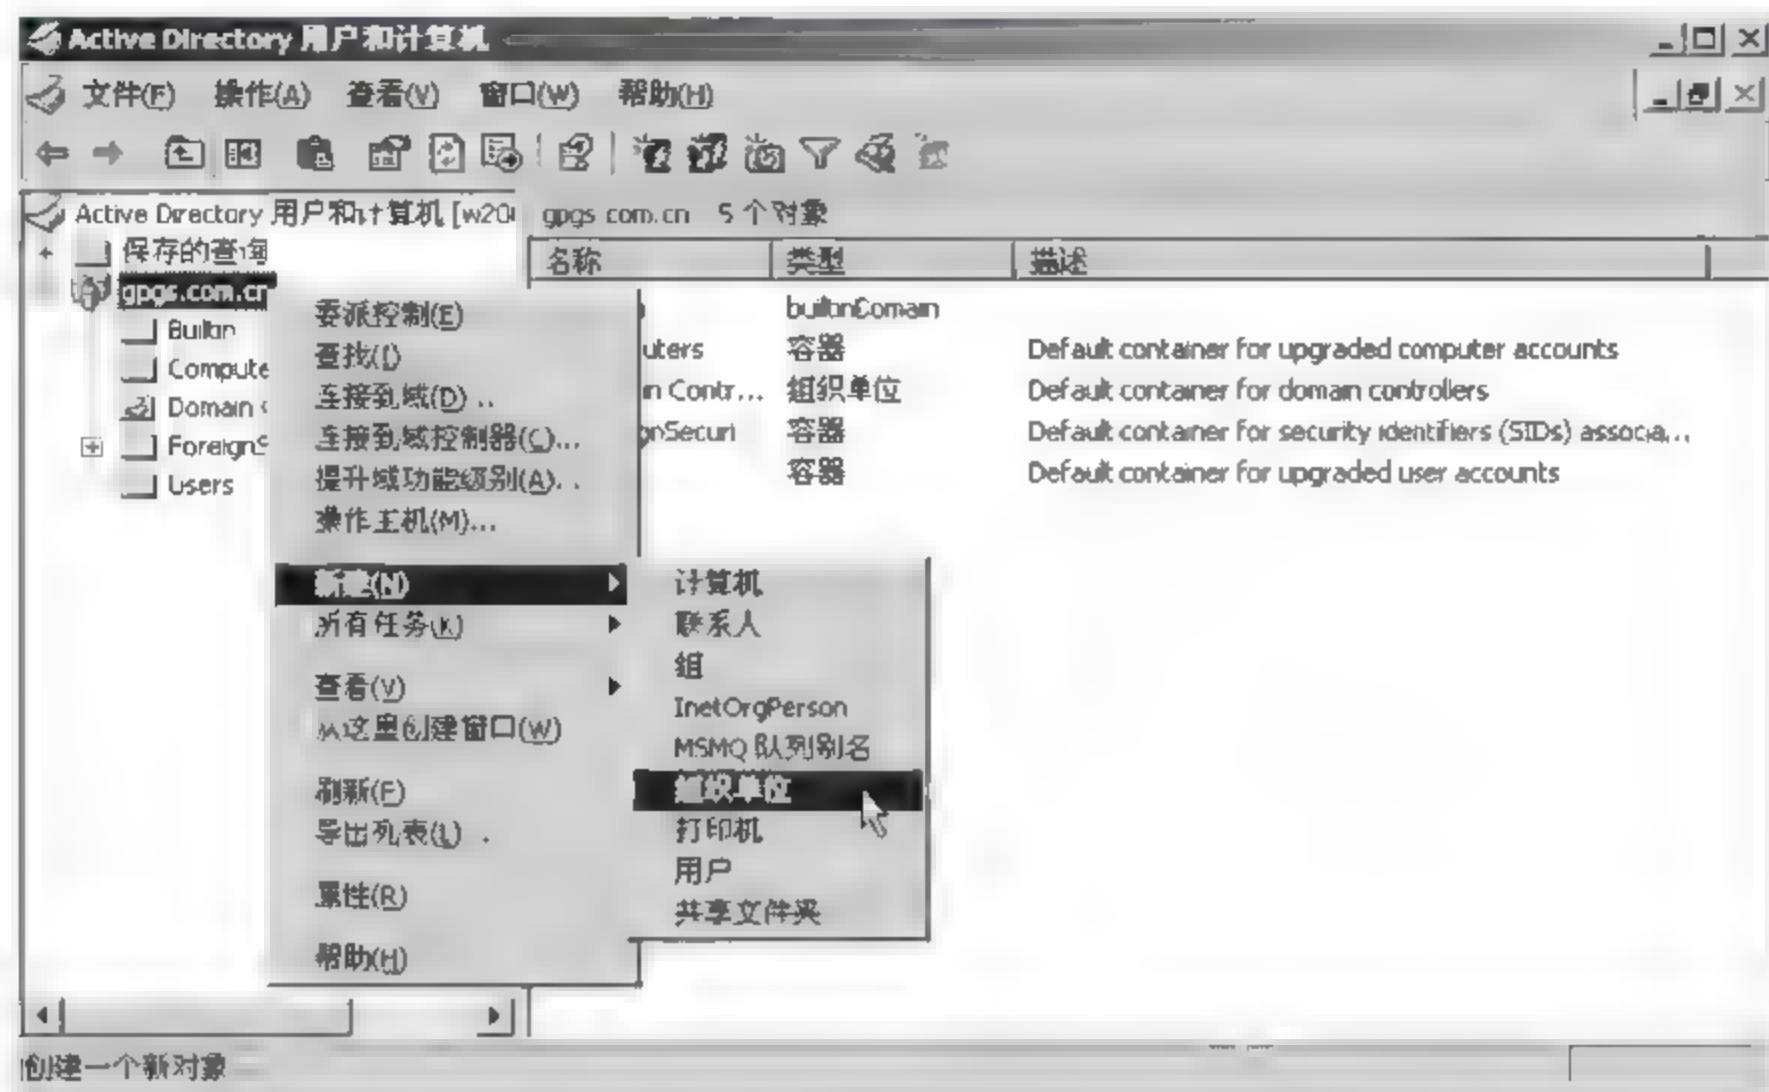 Active Directory 用户和计算机
文件(F) 操作(A) 查看(V) 窗口(W) 帮助(H)
Active Directory 用户和计算机 [w20
gpgs.com.cn 5 个对象
保存的查询
名称 类型 描述
gpgs.com.cn
Builtin
builtinDomain
Compute
uters 容器 Default container for upgraded computer accounts
Domain
n Contr... 组织单位 Default container for domain controllers
ForeignS
gnSecuri 容器 Default container for security identifiers (SIDs) associa...
Users
容器 Default container for upgraded user accounts
委派控制(E)
查找(I)
连接到域(D)...
连接到域控制器(C)...
提升域功能级别(A)...
操作主机(M)...
新建(N)
所有任务(K)
查看(V)
从这里创建窗口(W)
刷新(F)
导出列表(L)...
属性(R)
帮助(H)
计算机
联系人
组
InetOrgPerson
MSMQ 队列别名
组织单位
打印机
用户
共享文件夹
创建一个新对象